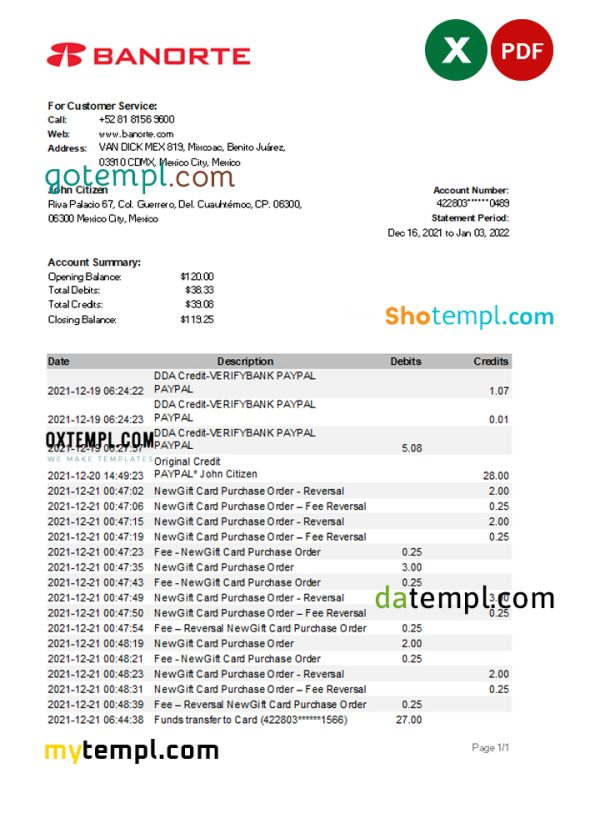 BANORTE
X PDF
For Customer Service:
Call: +52 81 8156 9600
Web: www.banorte.com
Address: VAN DICK MEX 819, Mixcoac, Benito Juárez,
03910 CDMX, Mexico City, Mexico
gotempl.com
John Citizen
Riva Palacio 67, Col. Guerrero, Del. Cuauhtémoc, CP. 06300,
06300 Mexico City, Mexico
Account Number:
422803******0489
Statement Period:
Dec 16, 2021 to Jan 03, 2022
Account Summary:
Opening Balance: $120.00
Total Debits: $38.33
Total Credits: $39.08
Closing Balance: $119.25
Shotempl.com
Date Description Debits Credits
DDA Credit-VERIFYBANK PAYPAL
2021-12-19 06:24:22 PAYPAL 1.07
DDA Credit-VERIFYBANK PAYPAL
2021-12-19 06:24:23 PAYPAL 0.01
OXTEMPL.COM DDA Credit-VERIFYBANK PAYPAL
2021-12-19 06:27:37 PAYPAL 5.08
WE MAKE TEMPLATES
Original Credit
2021-12-20 14:49:23 PAYPAL* John Citizen 28.00
2021-12-21 00:47:02 NewGift Card Purchase Order - Reversal 2.00
2021-12-21 00:47:06 NewGift Card Purchase Order – Fee Reversal 0.25
2021-12-21 00:47:15 NewGift Card Purchase Order - Reversal 2.00
2021-12-21 00:47:19 NewGift Card Purchase Order – Fee Reversal 0.25
2021-12-21 00:47:23 Fee - NewGift Card Purchase Order 0.25
2021-12-21 00:47:35 NewGift Card Purchase Order 3.00
2021-12-21 00:47:43 Fee - NewGift Card Purchase Order 0.25
2021-12-21 00:47:49 NewGift Card Purchase Order - Reversal 3.00
datempl.com
2021-12-21 00:47:50 NewGift Card Purchase Order – Fee Reversal 0.25
2021-12-21 00:47:54 Fee – Reversal NewGift Card Purchase Order 0.25
2021-12-21 00:48:19 NewGift Card Purchase Order 2.00
2021-12-21 00:48:21 Fee - NewGift Card Purchase Order 0.25
2021-12-21 00:48:23 NewGift Card Purchase Order - Reversal 2.00
2021-12-21 00:48:31 NewGift Card Purchase Order – Fee Reversal 0.25
2021-12-21 00:48:39 Fee – Reversal NewGift Card Purchase Order 0.25
2021-12-21 06:44:38 Funds transfer to Card (422803******1566) 27.00
mytempl.com
Page 1/1